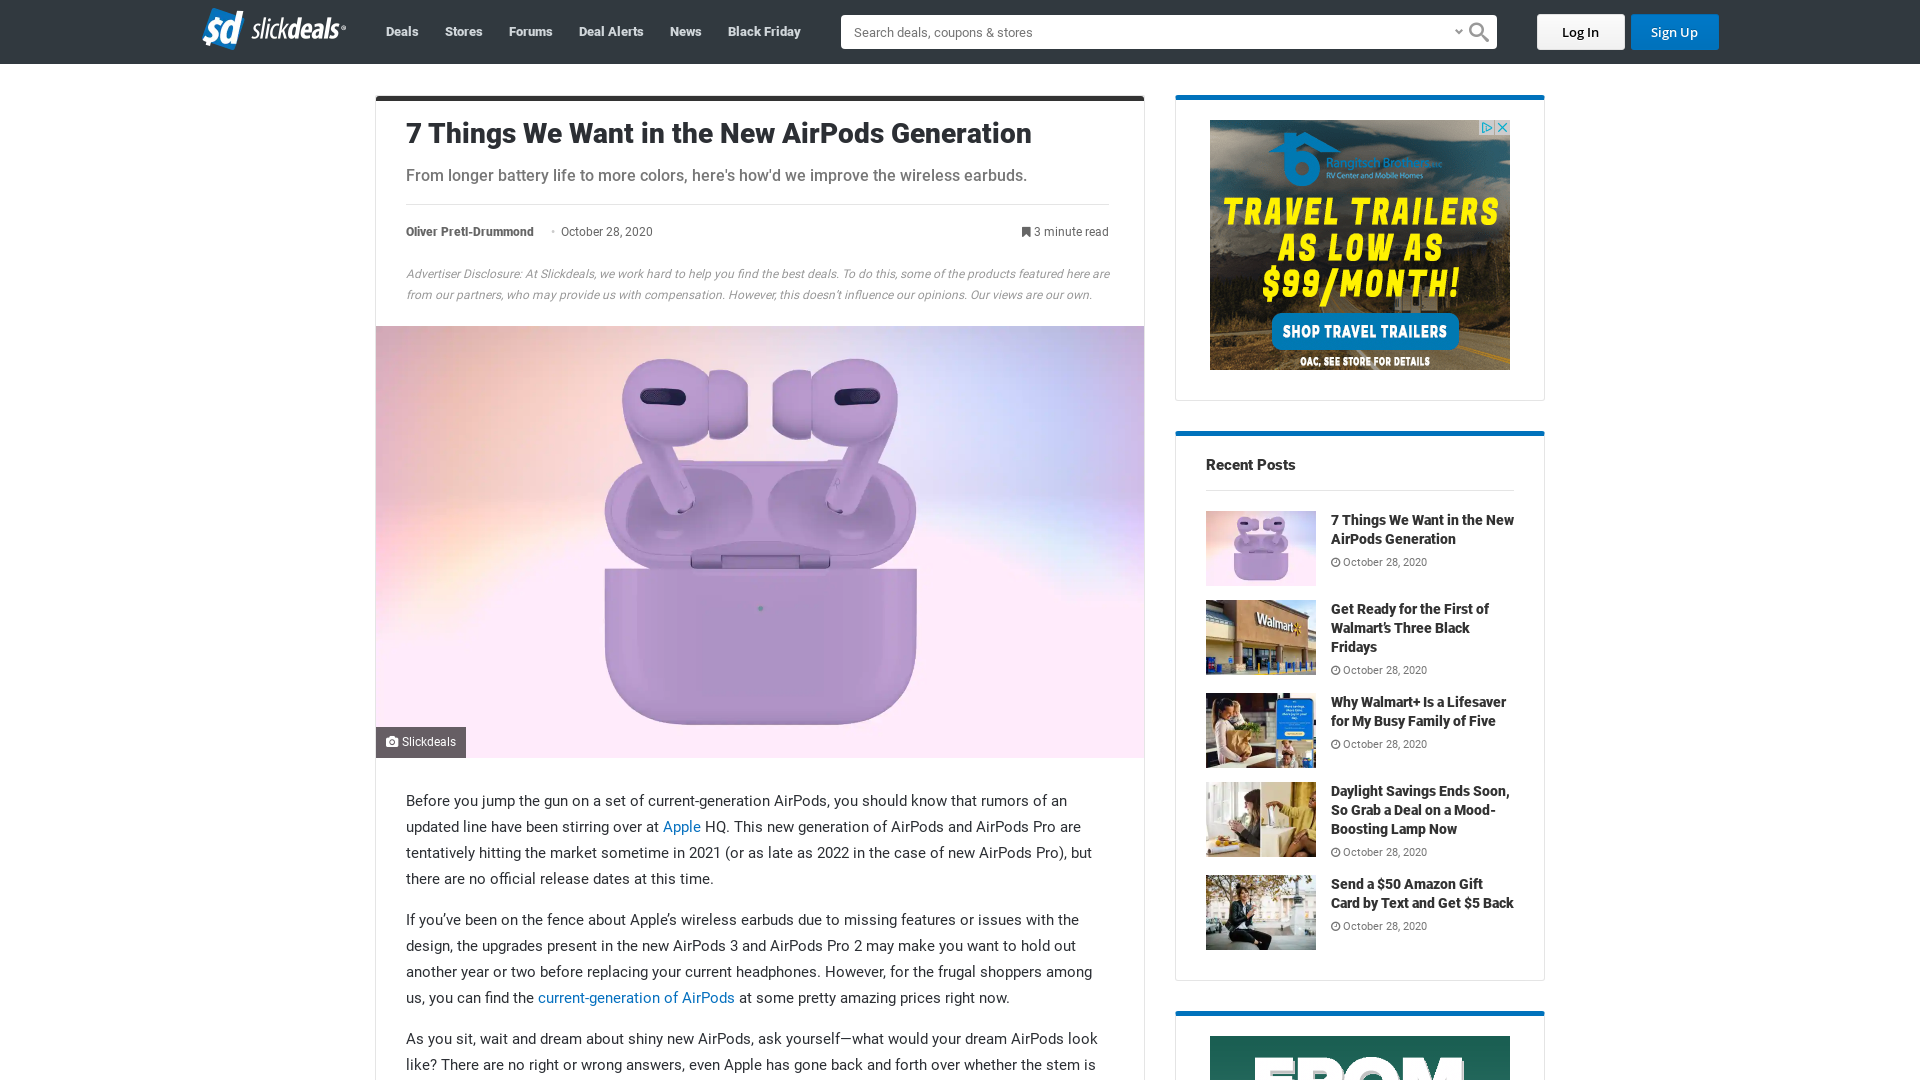 sd slickdeals
Deals
Stores
Forums
Deal Alerts
News
Black Friday
Search deals, coupons & stores
Log In
Sign Up
7 Things We Want in the New AirPods Generation
From longer battery life to more colors, here's how'd we improve the wireless earbuds.
Oliver Pretl-Drummond • October 28, 2020
3 minute read
Advertiser Disclosure: At Slickdeals, we work hard to help you find the best deals. To do this, some of the products featured here are
from our partners, who may provide us with compensation. However, this doesn’t influence our opinions. Our views are our own.
Slickdeals
Before you jump the gun on a set of current-generation AirPods, you should know that rumors of an
updated line have been stirring over at Apple HQ. This new generation of AirPods and AirPods Pro are
tentatively hitting the market sometime in 2021 (or as late as 2022 in the case of new AirPods Pro), but
there are no official release dates at this time.
If you’ve been on the fence about Apple’s wireless earbuds due to missing features or issues with the
design, the upgrades present in the new AirPods 3 and AirPods Pro 2 may make you want to hold out
another year or two before replacing your current headphones. However, for the frugal shoppers among
us, you can find the current-generation of AirPods at some pretty amazing prices right now.
As you sit, wait and dream about shiny new AirPods, ask yourself—what would your dream AirPods look
like? There are no right or wrong answers, even Apple has gone back and forth over whether the stem is
Rangitsch Brothers
RV Center and Mobile Homes
TRAVEL TRAILERS
AS LOW AS
$99/MONTH!
SHOP TRAVEL TRAILERS
OAC, SEE STORE FOR DETAILS
Recent Posts
7 Things We Want in the New
AirPods Generation
October 28, 2020
Walmart
Get Ready for the First of
Walmart’s Three Black
Fridays
October 28, 2020
Why Walmart+ Is a Lifesaver
for My Busy Family of Five
October 28, 2020
Daylight Savings Ends Soon,
So Grab a Deal on a Mood-
Boosting Lamp Now
October 28, 2020
Send a $50 Amazon Gift
Card by Text and Get $5 Back
October 28, 2020
FROM